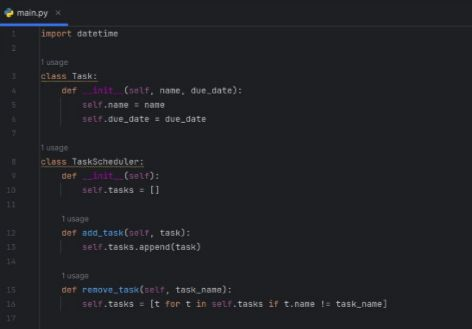 main.py ×
1 import datetime
2
1 usage
3 class Task:
4 def __init__(self, name, due_date):
5 self.name = name
6 self.due_date = due_date
7
1 usage
8 class TaskScheduler:
9 def __init__(self):
10 self.tasks = []
11
1 usage
12 def add_task(self, task):
13 self.tasks.append(task)
14
1 usage
15 def remove_task(self, task_name):
16 self.tasks = [t for t in self.tasks if t.name != task_name]
17